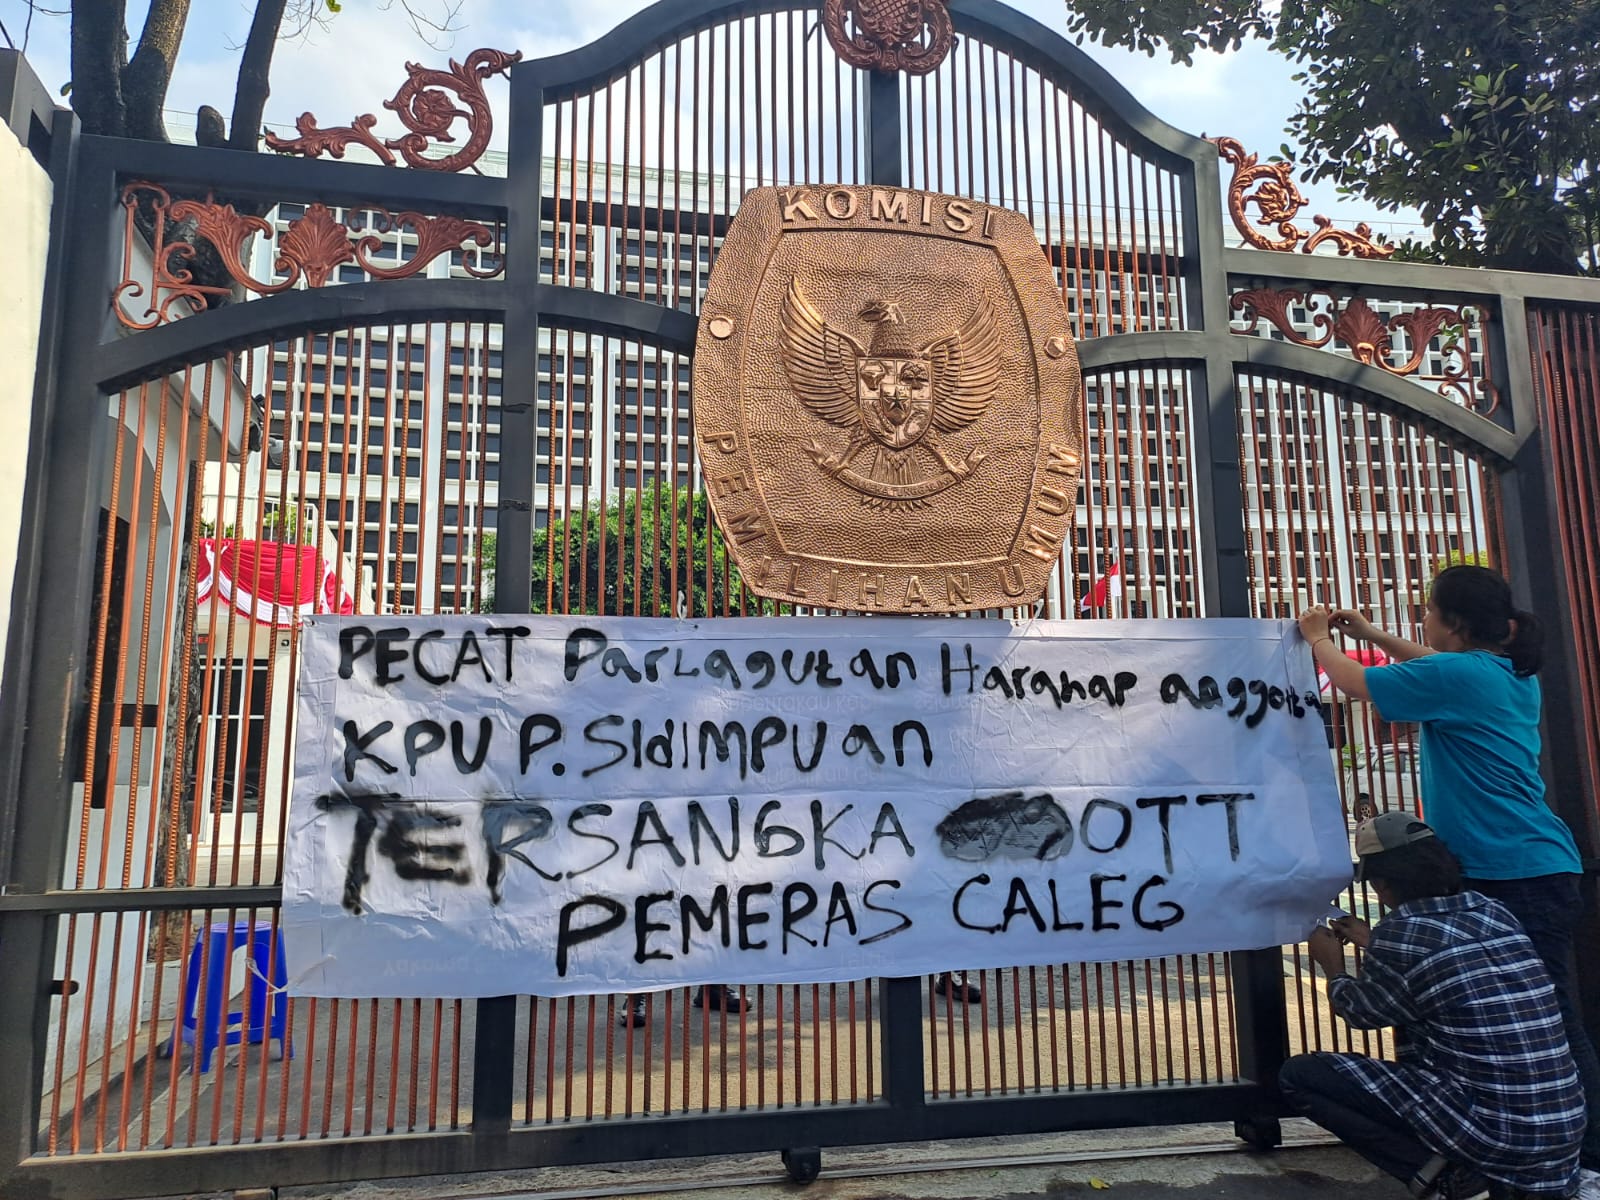 KOMISI
PEMILIHAN UMUM
PECAT Parlagutan Harahap anggota
KPU P. SIdIMPUan
TERSANGKA OTT
PEMERAS CALEG